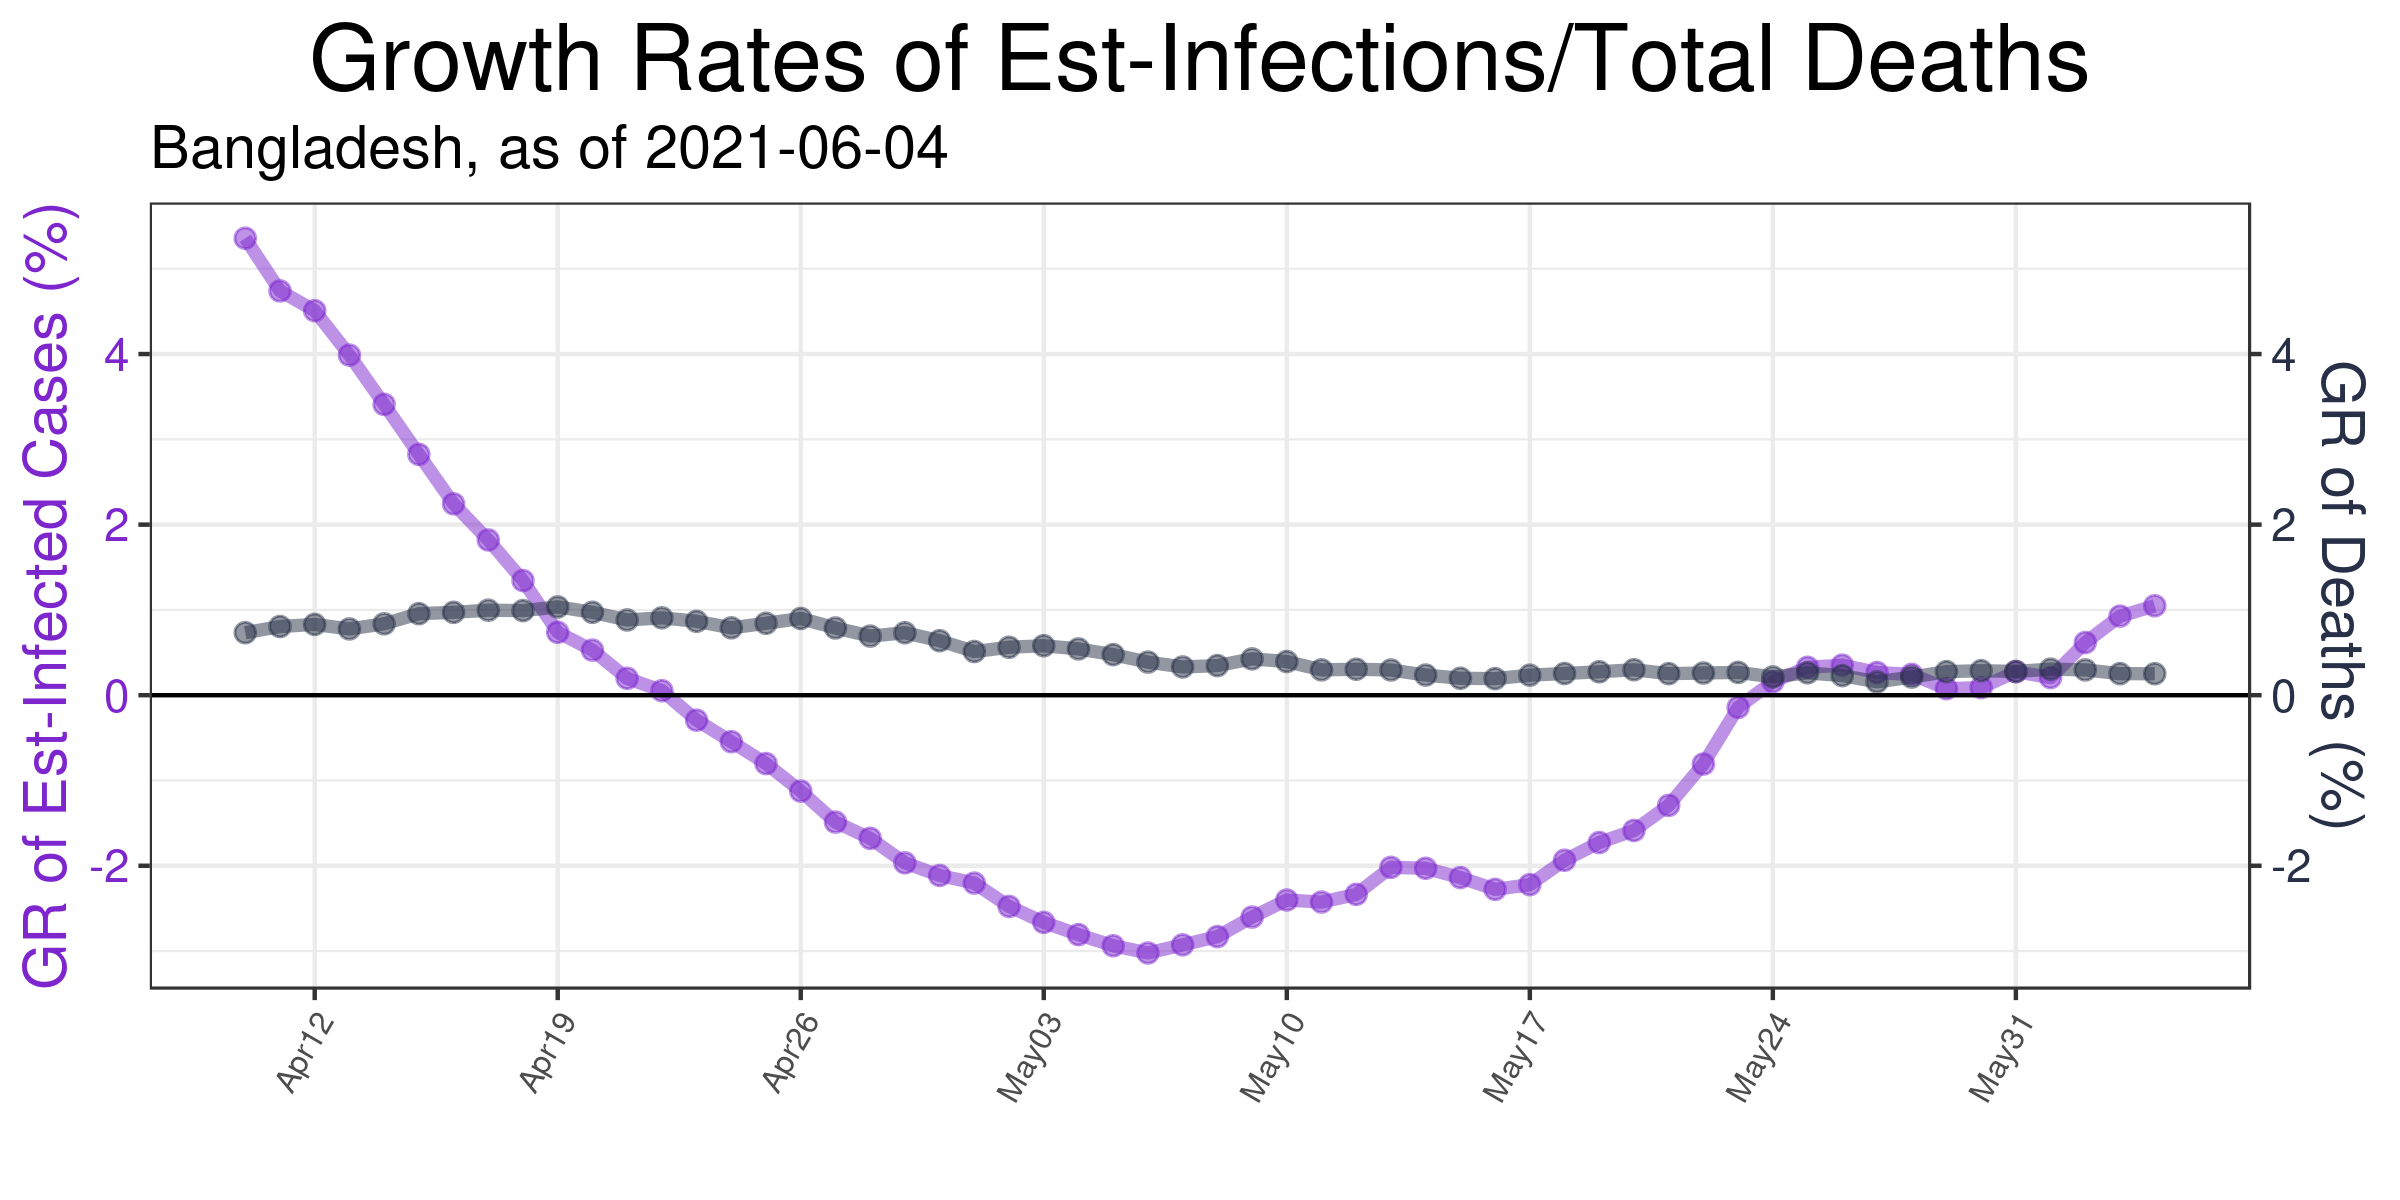 Growth Rates of Est-Infections/Total Deaths
Bangladesh, as of 2021-06-04
GR of Est-Infected Cases (%)
4
2
0
-2
4
2
0
-2
GR of Deaths (%)
Apr12
Apr19
Apr26
May03
May10
May17
May24
May31